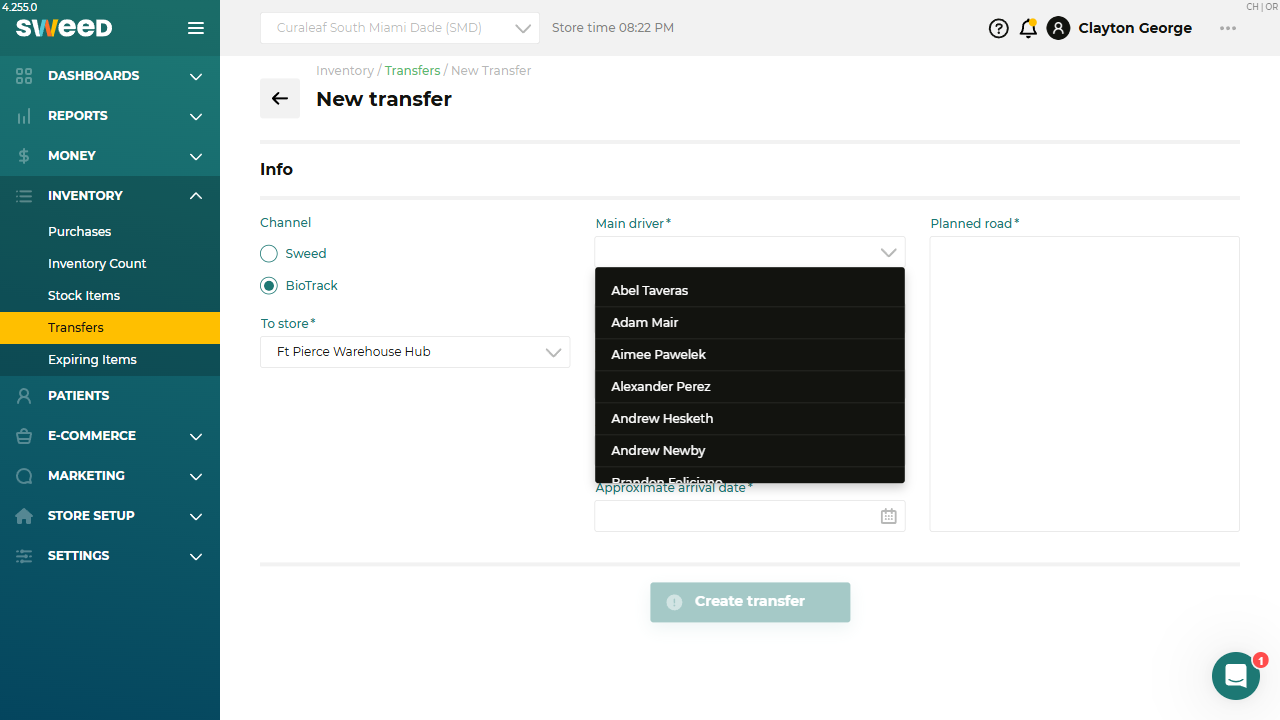 4.255.0
SWEED
Curaleaf South Miami Dade (SMD)
Store time 08:22 PM
Clayton George
CH | OR
DASHBOARDS
REPORTS
MONEY
INVENTORY
Purchases
Inventory Count
Stock Items
Transfers
Expiring Items
PATIENTS
E-COMMERCE
MARKETING
STORE SETUP
SETTINGS
Inventory / Transfers / New Transfer
New transfer
Info
Channel
Sweed
BioTrack
To store*
Ft Pierce Warehouse Hub
Main driver*
Abel Taveras
Adam Mair
Aimee Pawelek
Alexander Perez
Andrew Hesketh
Andrew Newby
Brandon Feliciano
Approximate arrival date*
Planned road*
Create transfer
1